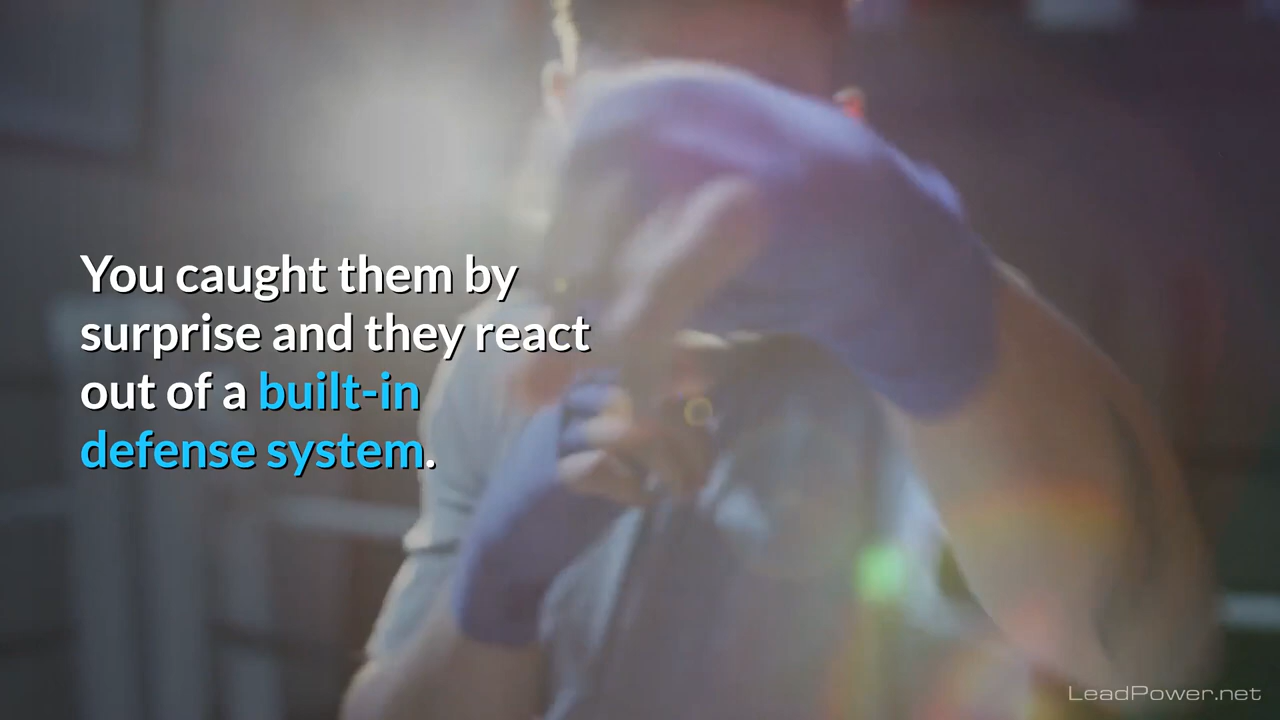 You caught them by
surprise and they react
out of a built-in
defense system.
LeadPower.net